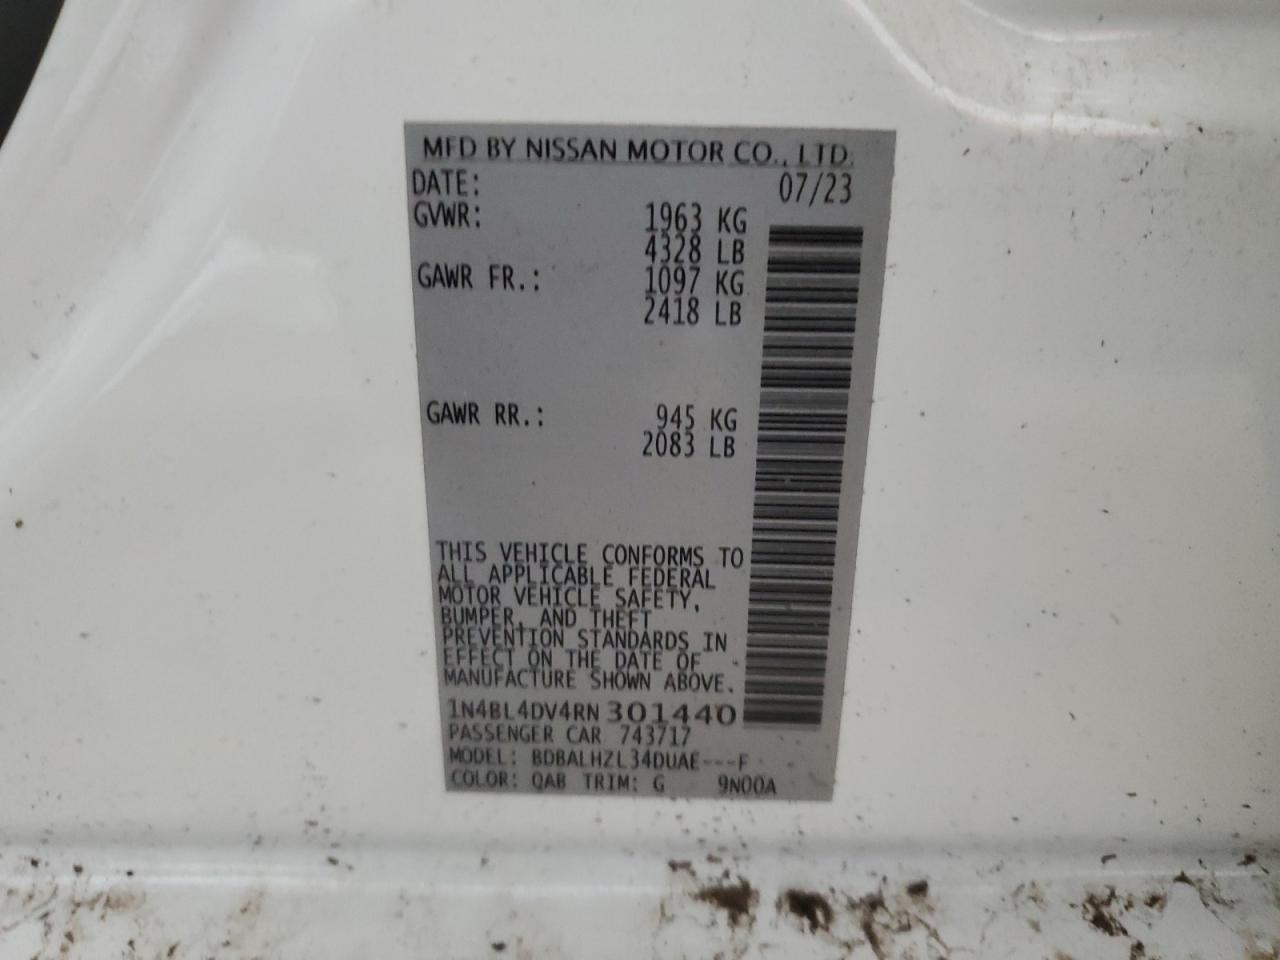 MFD BY NISSAN MOTOR CO., LTD.
DATE: 07/23
GVWR: 1963 KG
4328 LB
GAWR FR.: 1097 KG
2418 LB
GAWR RR.: 945 KG
2083 LB
THIS VEHICLE CONFORMS TO
ALL APPLICABLE FEDERAL
MOTOR VEHICLE SAFETY,
BUMPER, AND THEFT
PREVENTION STANDARDS IN
EFFECT ON THE DATE OF
MANUFACTURE SHOWN ABOVE.
1N4BL4DV4RN301440
PASSENGER CAR 743717
MODEL: BDBALHZL34DUAE---F
COLOR: QAB TRIM: G 9N00A